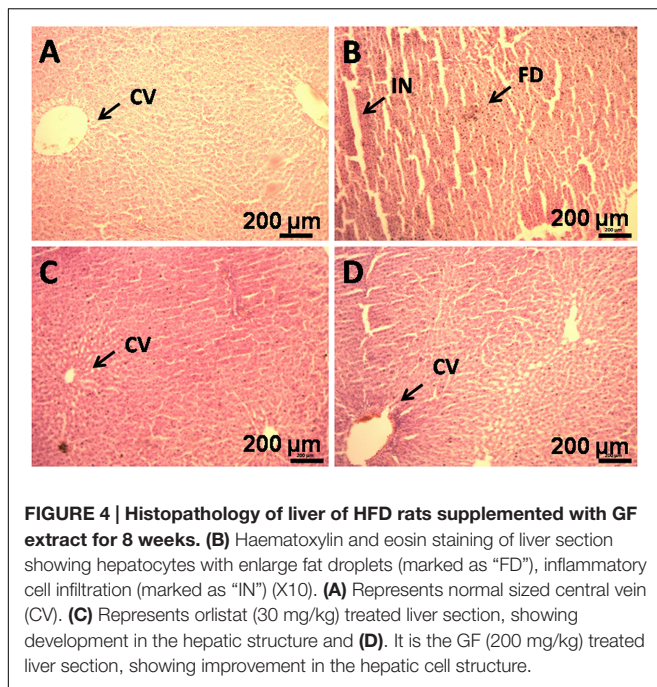 A
CV
200 μm
B
IN
FD
200 μm
200 μm
C
CV
200 μm
D
CV
200 μm
FIGURE 4 | Histopathology of liver of HFD rats supplemented with GF
extract for 8 weeks. (B) Haematoxylin and eosin staining of liver section
showing hepatocytes with enlarge fat droplets (marked as “FD”), inflammatory
cell infiltration (marked as “IN”) (X10). (A) Represents normal sized central vein
(CV). (C) Represents orlistat (30 mg/kg) treated liver section, showing
development in the hepatic structure and (D). It is the GF (200 mg/kg) treated
liver section, showing improvement in the hepatic cell structure.